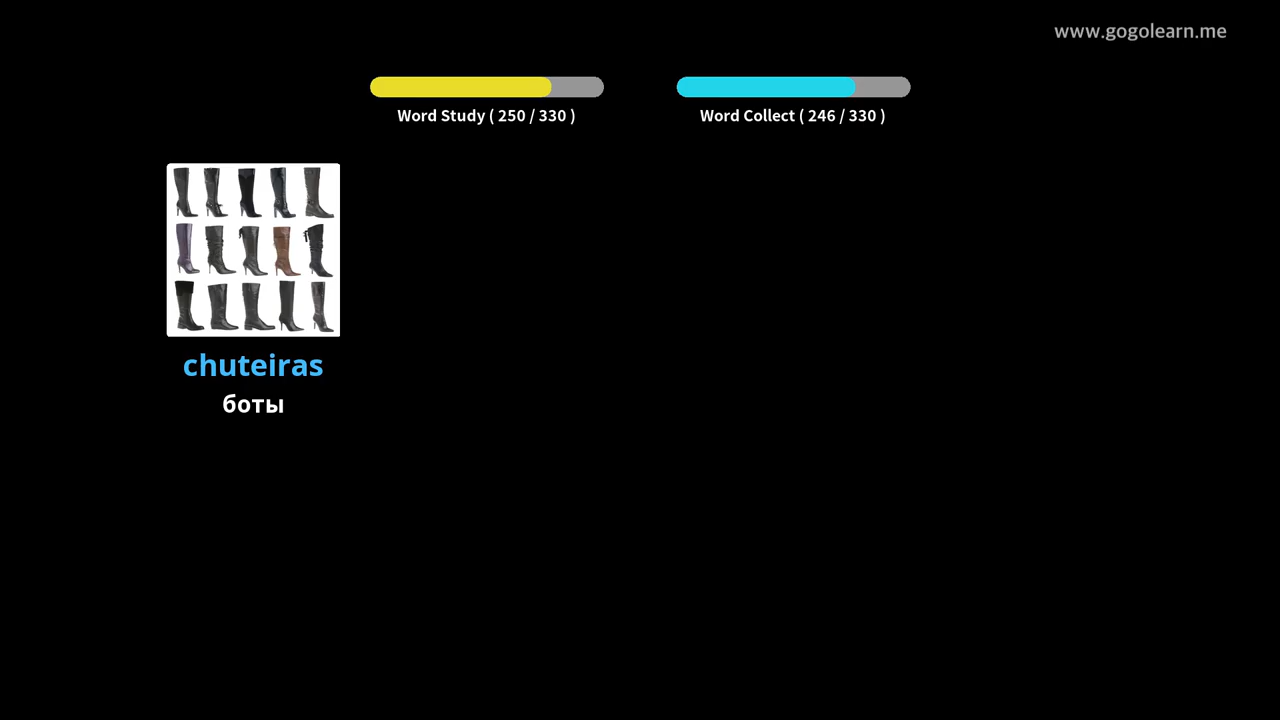 www.gogolearn.me
Word Study ( 250 / 330 )
Word Collect ( 246 / 330 )
chuteiras
боты